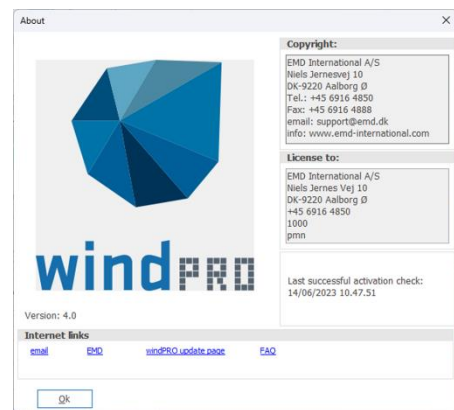 About
Copyright:
EMD International A/S
Niels Jernesvej 10
DK-9220 Aalborg Ø
Tel.: +45 6916 4850
Fax: +45 6916 4888
email: support@emd.dk
info: www.emd-international.com
License to:
EMD International A/S
Niels Jernes Vej 10
DK-9220 Aalborg Ø
+45 6916 4850
1000
pmn
windPRO
Last successful activation check:
14/06/2023 10.47.51
Version: 4.0
Internet links
email EMD windPRO update page FAQ
Ok